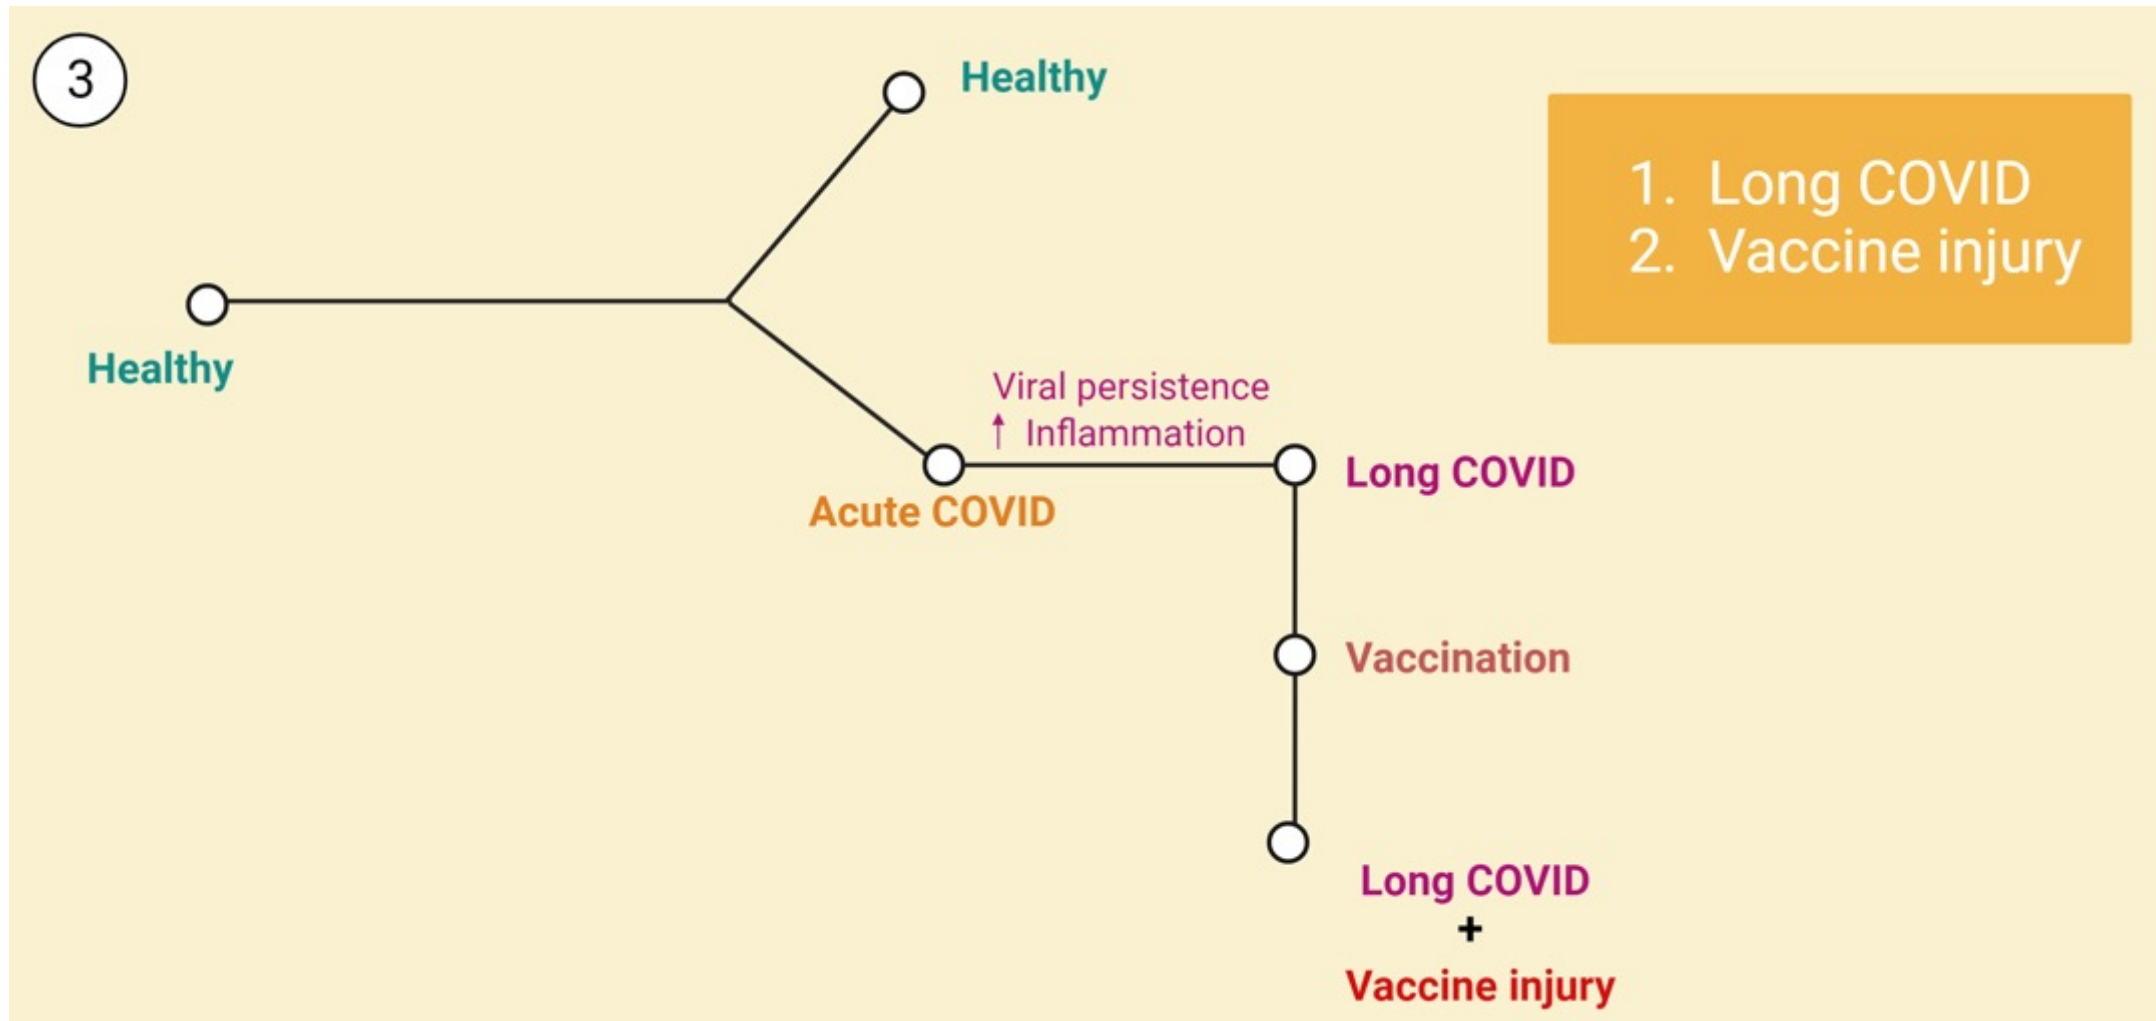 3
Healthy
1. Long COVID
2. Vaccine injury
Healthy
Viral persistence
↑ Inflammation
Long COVID
Acute COVID
Vaccination
Long COVID
+
Vaccine injury